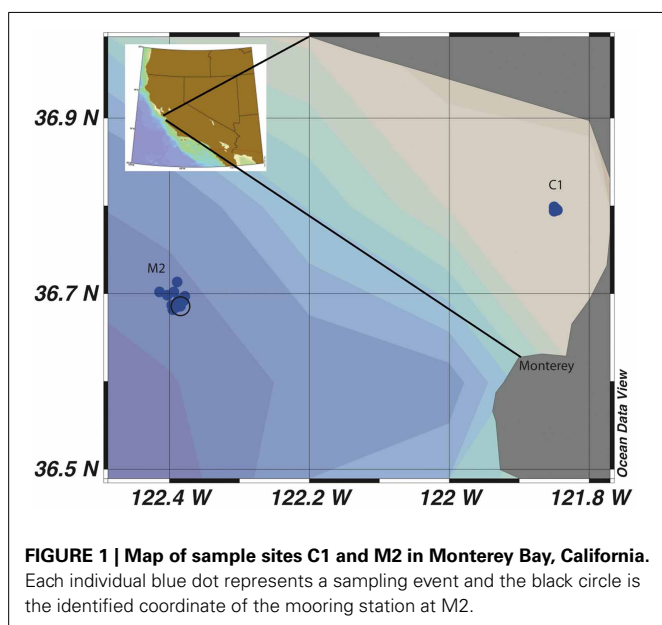 36.9 N
C1
M2
36.7 N
Monterey
Ocean Data View
36.5 N
122.4 W 122.2 W 122 W 121.8 W
FIGURE 1 | Map of sample sites C1 and M2 in Monterey Bay, California.
Each individual blue dot represents a sampling event and the black circle is
the identified coordinate of the mooring station at M2.